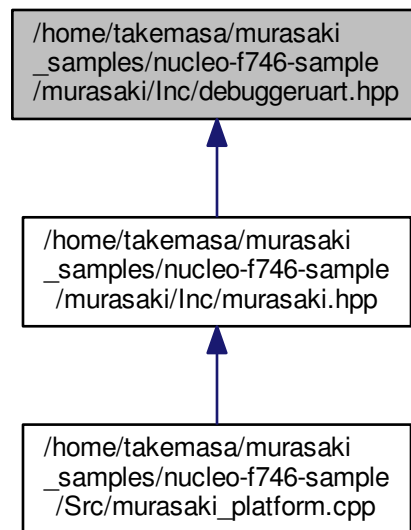 /home/takemasa/murasaki
_samples/nucleo-f746-sample
/murasaki/Inc/debuggeruart.hpp
/home/takemasa/murasaki
_samples/nucleo-f746-sample
/murasaki/Inc/murasaki.hpp
/home/takemasa/murasaki
_samples/nucleo-f746-sample
/Src/murasaki_platform.cpp